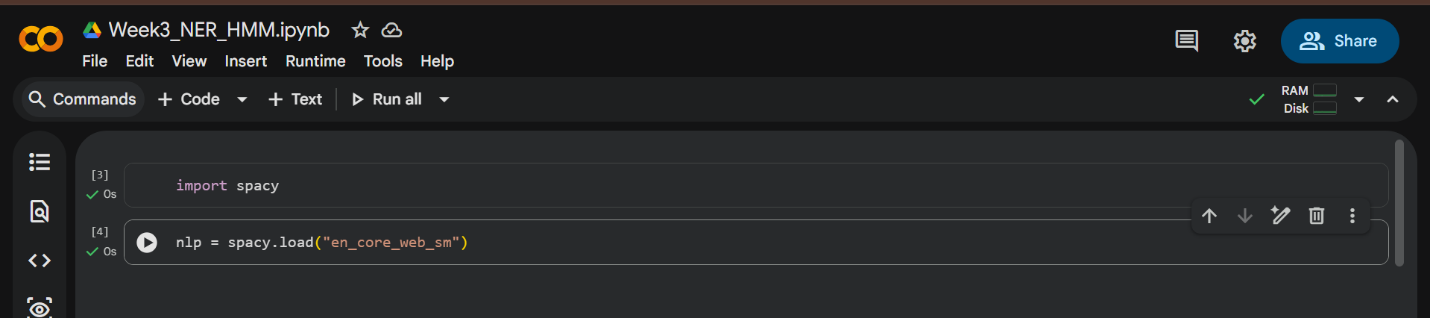 Week3_NER_HMM.ipynb
File Edit View Insert Runtime Tools Help
Share
Commands + Code + Text Run all
RAM
Disk
[3]
0s
import spacy
[4]
0s
nlp = spacy.load("en_core_web_sm")